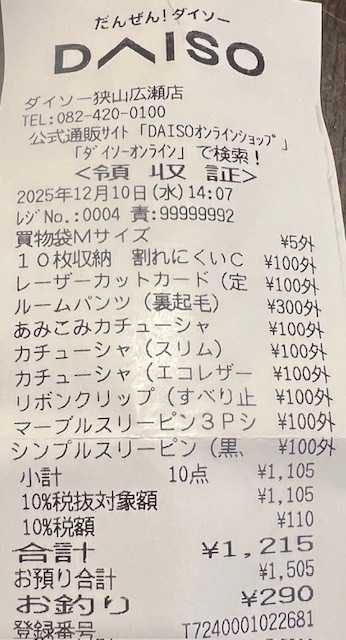 だんぜん!ダイソー
DAISO
ダイソー狭山広瀬店
TEL:082-420-0100
公式通販サイト「DAISOオンラインショップ」
「ダイソーオンライン」で検索!
<領収証>
2025年12月10日(水)14:07
レジNo.:0004 責:99999992
買物袋Mサイズ ¥5外
10枚収納 割れにくいC ¥100外
レーザーカットカード(定 ¥100外
ルームパンツ(裏起毛) ¥300外
あみこみカチューシャ ¥100外
カチューシャ(スリム) ¥100外
カチューシャ(エコレザー ¥100外
リボンクリップ(すべり止 ¥100外
マーブルスリーピン3Pシ ¥100外
シンプルスリーピン(黒、 ¥100外
小計 10点 ¥1,105
10%税抜対象額 ¥1,105
10%税額 ¥110
合計 ¥1,215
お預り合計 ¥1,505
お釣り ¥290
登録番号 T7240001022681